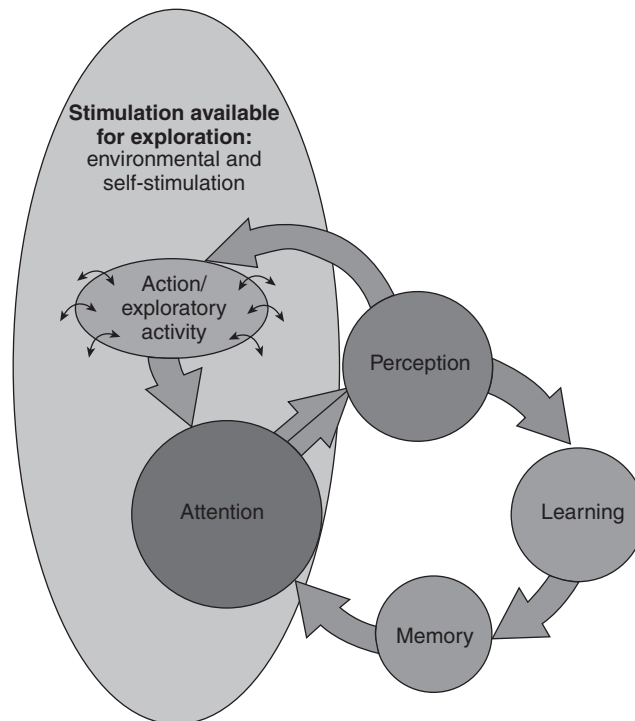 Stimulation available
for exploration:
environmental and
self-stimulation
Action/
exploratory
activity
Perception
Attention
Learning
Memory